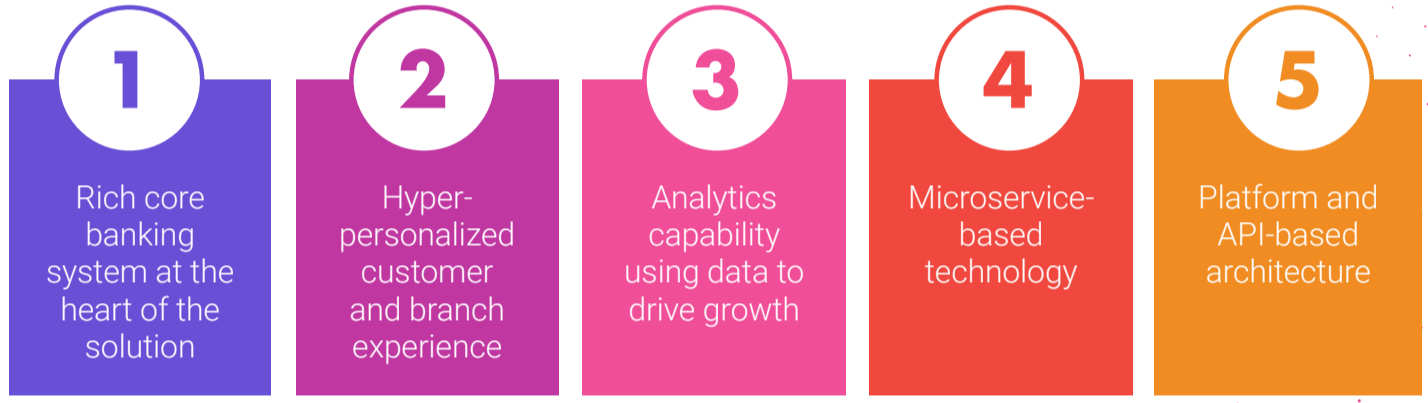 1
Rich core
banking
system at the
heart of the
solution
2
Hyper-
personalized
customer
and branch
experience
3
Analytics
capability
using data to
drive growth
4
Microservice-
based
technology
5
Platform and
API-based
architecture